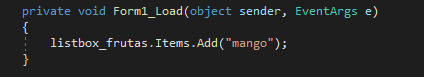 private void Form1_Load(object sender, EventArgs e)
{
listbox_frutas.Items.Add("mango");
}